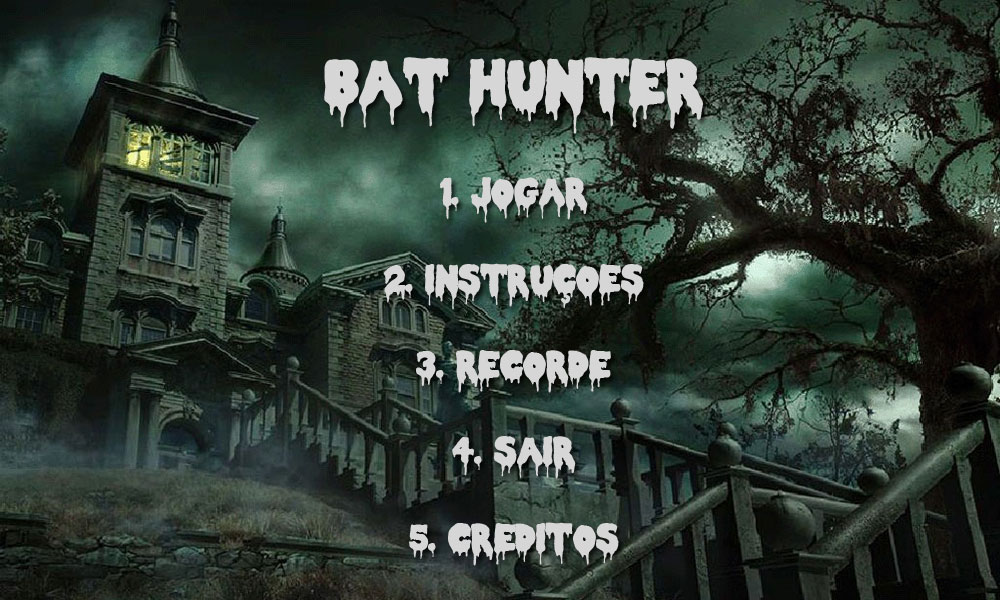 BAT HUNTER
1. JOGAR
2. INSTRUÇOES
3. RECORDE
4. SAIR
5. CREDITOS